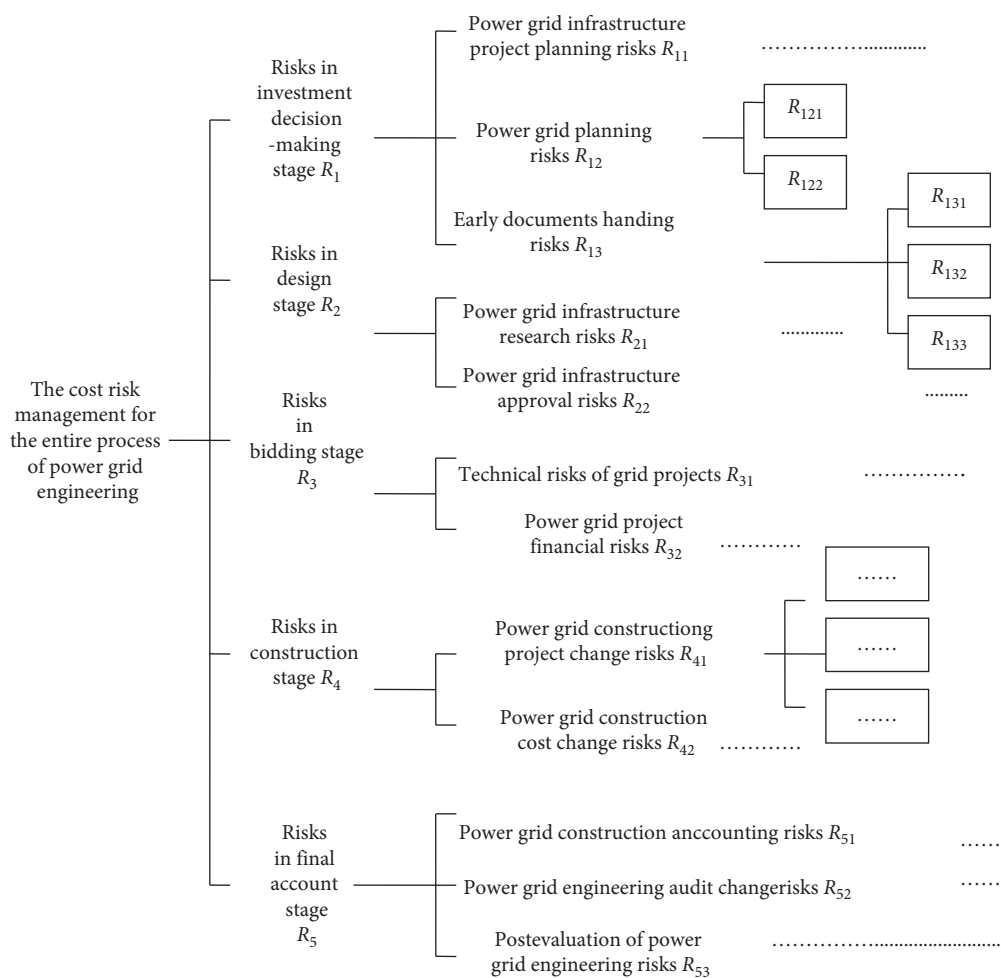 The cost risk
management for
the entire process
of power grid
engineering
Risks in
investment
decision
-making
stage R₁
Power grid infrastructure
project planning risks R₁₁
............................
Power grid planning
risks R₁₂
R₁₂₁
R₁₂₂
Early documents handing
risks R₁₃
R₁₃₁
R₁₃₂
R₁₃₃
Risks in
design
stage R₂
Power grid infrastructure
research risks R₂₁
.............
Power grid infrastructure
approval risks R₂₂
.........
Risks
in
bidding stage
R₃
Technical risks of grid projects R₃₁
................
Power grid project
financial risks R₃₂
............
Risks in
construction
stage R₄
Power grid constructiong
project change risks R₄₁
......
......
......
Power grid construction
cost change risks R₄₂
............
Risks
in final
account
stage
R₅
Power grid construction anccounting risks R₅₁
......
Power grid engineering audit changerisks R₅₂
......
Postevaluation of power
grid engineering risks R₅₃
........................................